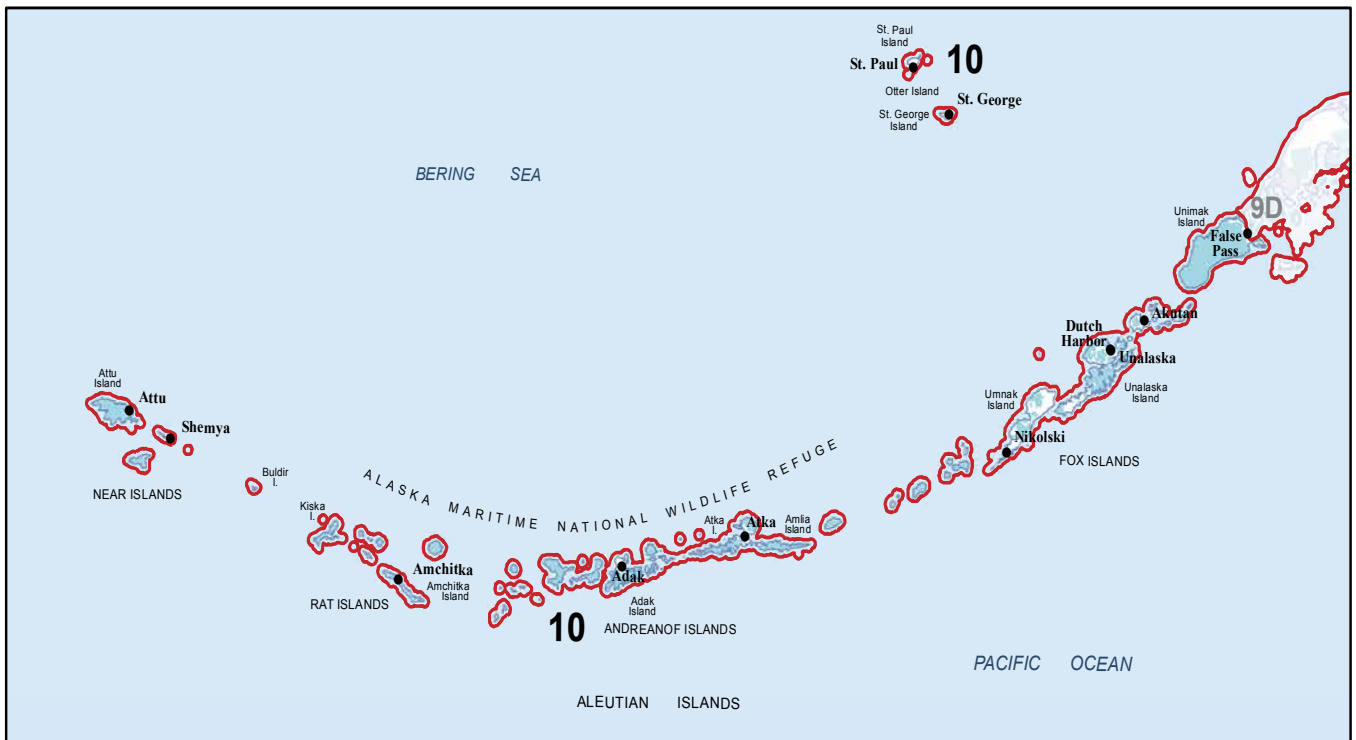 St. Paul
Island
St. Paul
10
Otter Island
St. George
St. George
Island
BERING SEA
9D
Unimak
Island
False
Pass
Akutan
Dutch
Harbor
Unalaska
Unalaska
Island
Umnak
Island
Nikolski
FOX ISLANDS
Attu
Island
Attu
Shemya
NEAR ISLANDS
Buldir
I.
ALASKA MARITIME NATIONAL WILDLIFE REFUGE
Kiska
I.
Amchitka
Amchitka
Island
RAT ISLANDS
Atka
I.
Atka
Amlia
Island
Adak
Adak
Island
10
ANDREANOF ISLANDS
PACIFIC OCEAN
ALEUTIAN ISLANDS